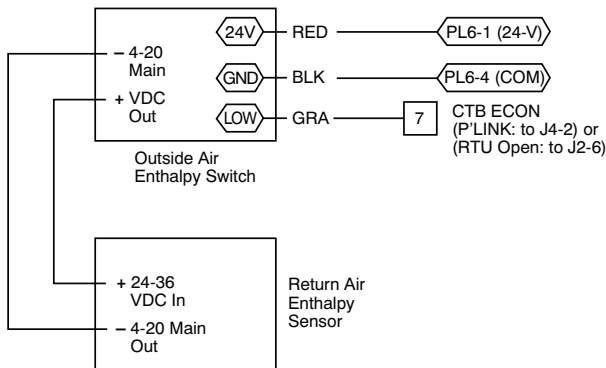 24V RED PL6-1 (24-V)
– 4-20
Main
GND BLK PL6-4 (COM)
+ VDC
Out
LOW GRA 7 CTB ECON
(P'LINK: to J4-2) or
(RTU Open: to J2-6)
Outside Air
Enthalpy Switch
+ 24-36
VDC In
– 4-20 Main
Out
Return Air
Enthalpy
Sensor